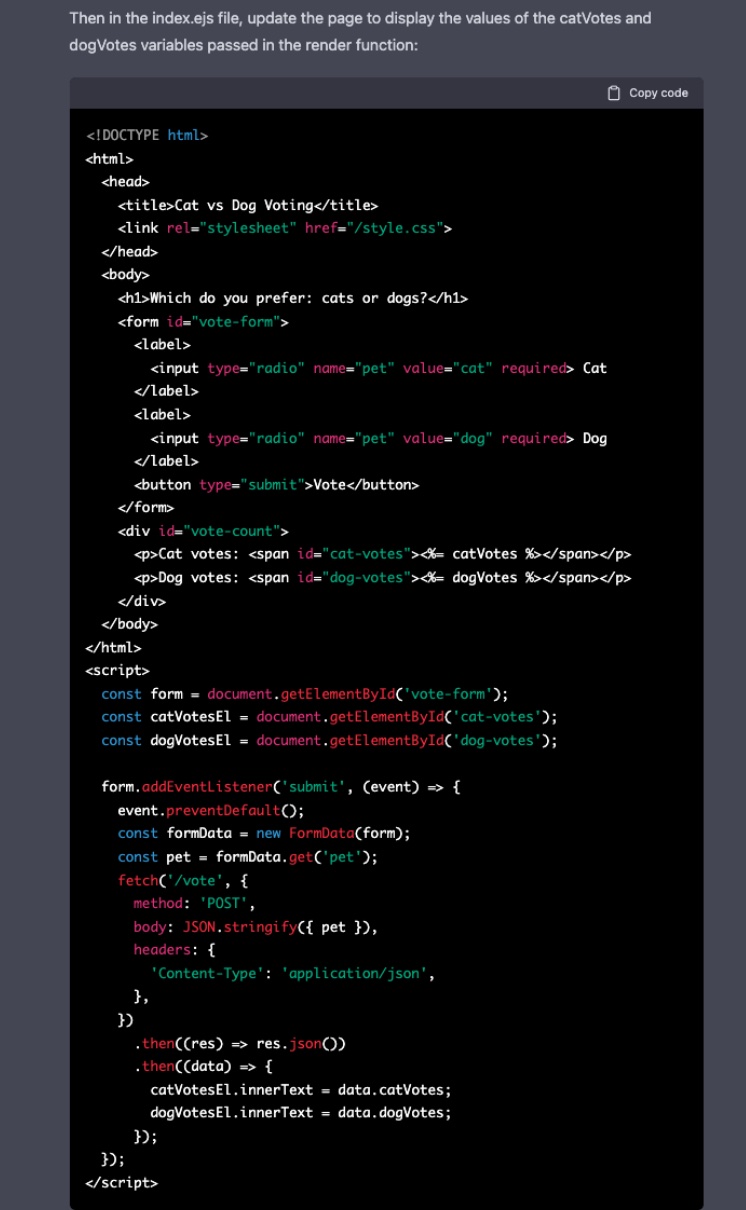 Then in the index.ejs file, update the page to display the values of the catVotes and
dogVotes variables passed in the render function:
Copy code
<!DOCTYPE html>
<html>
  <head>
    <title>Cat vs Dog Voting</title>
    <link rel="stylesheet" href="/style.css">
  </head>
  <body>
    <h1>Which do you prefer: cats or dogs?</h1>
    <form id="vote-form">
      <label>
        <input type="radio" name="pet" value="cat" required> Cat
      </label>
      <label>
        <input type="radio" name="pet" value="dog" required> Dog
      </label>
      <button type="submit">Vote</button>
    </form>
    <div id="vote-count">
      <p>Cat votes: <span id="cat-votes"><%= catVotes %></span></p>
      <p>Dog votes: <span id="dog-votes"><%= dogVotes %></span></p>
    </div>
  </body>
</html>
<script>
  const form = document.getElementById('vote-form');
  const catVotesEl = document.getElementById('cat-votes');
  const dogVotesEl = document.getElementById('dog-votes');

  form.addEventListener('submit', (event) => {
    event.preventDefault();
    const formData = new FormData(form);
    const pet = formData.get('pet');
    fetch('/vote', {
      method: 'POST',
      body: JSON.stringify({ pet }),
      headers: {
        'Content-Type': 'application/json',
      },
    })
      .then((res) => res.json())
      .then((data) => {
        catVotesEl.innerText = data.catVotes;
        dogVotesEl.innerText = data.dogVotes;
      });
  });
</script>